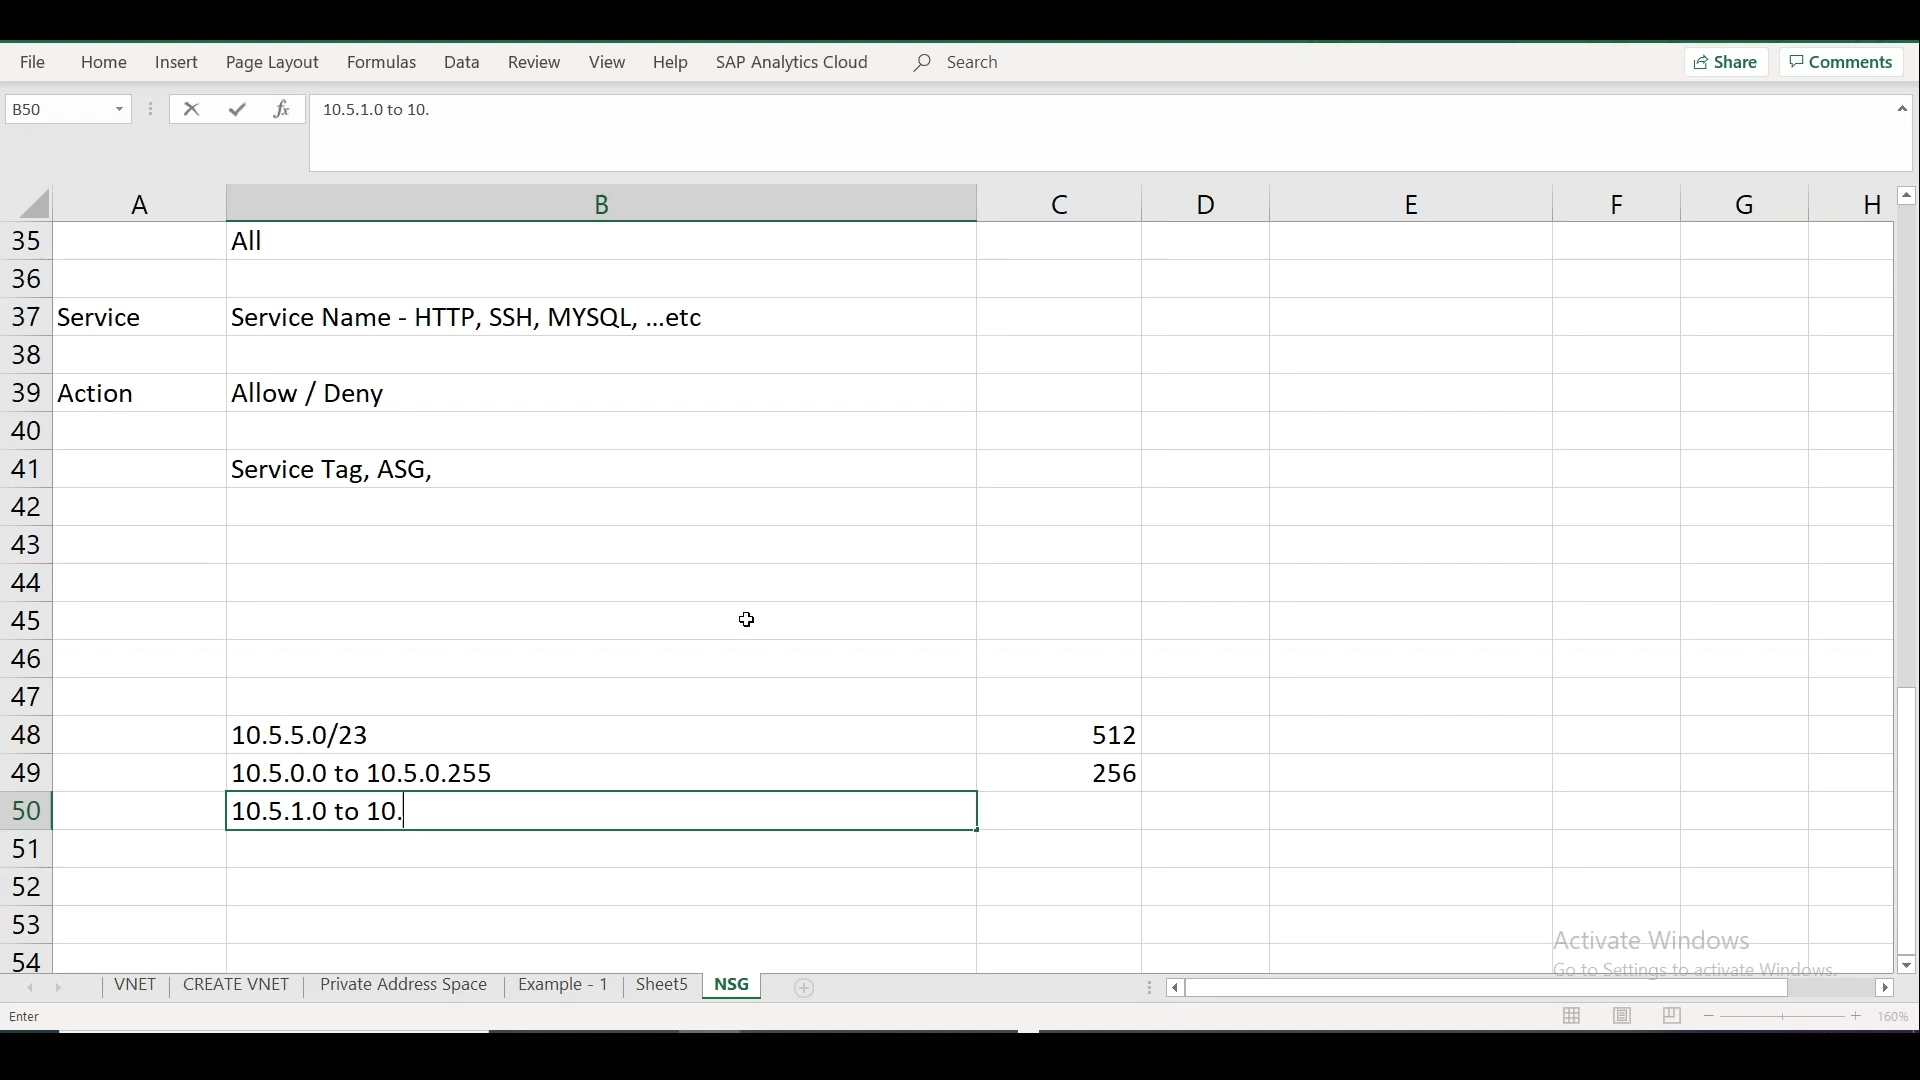 File Home Insert Page Layout Formulas Data Review View Help SAP Analytics Cloud Search Share Comments
B50 fx 10.5.1.0 to 10.
A B C D E F G H
35 All
36
37 Service Service Name - HTTP, SSH, MYSQL, ...etc
38
39 Action Allow / Deny
40
41 Service Tag, ASG,
42
43
44
45
46
47
48 10.5.5.0/23 512
49 10.5.0.0 to 10.5.0.255 256
50 10.5.1.0 to 10.
51
52
53
54
Activate Windows
Go to Settings to activate Windows.
VNET CREATE VNET Private Address Space Example - 1 Sheet5 NSG
Enter 160%